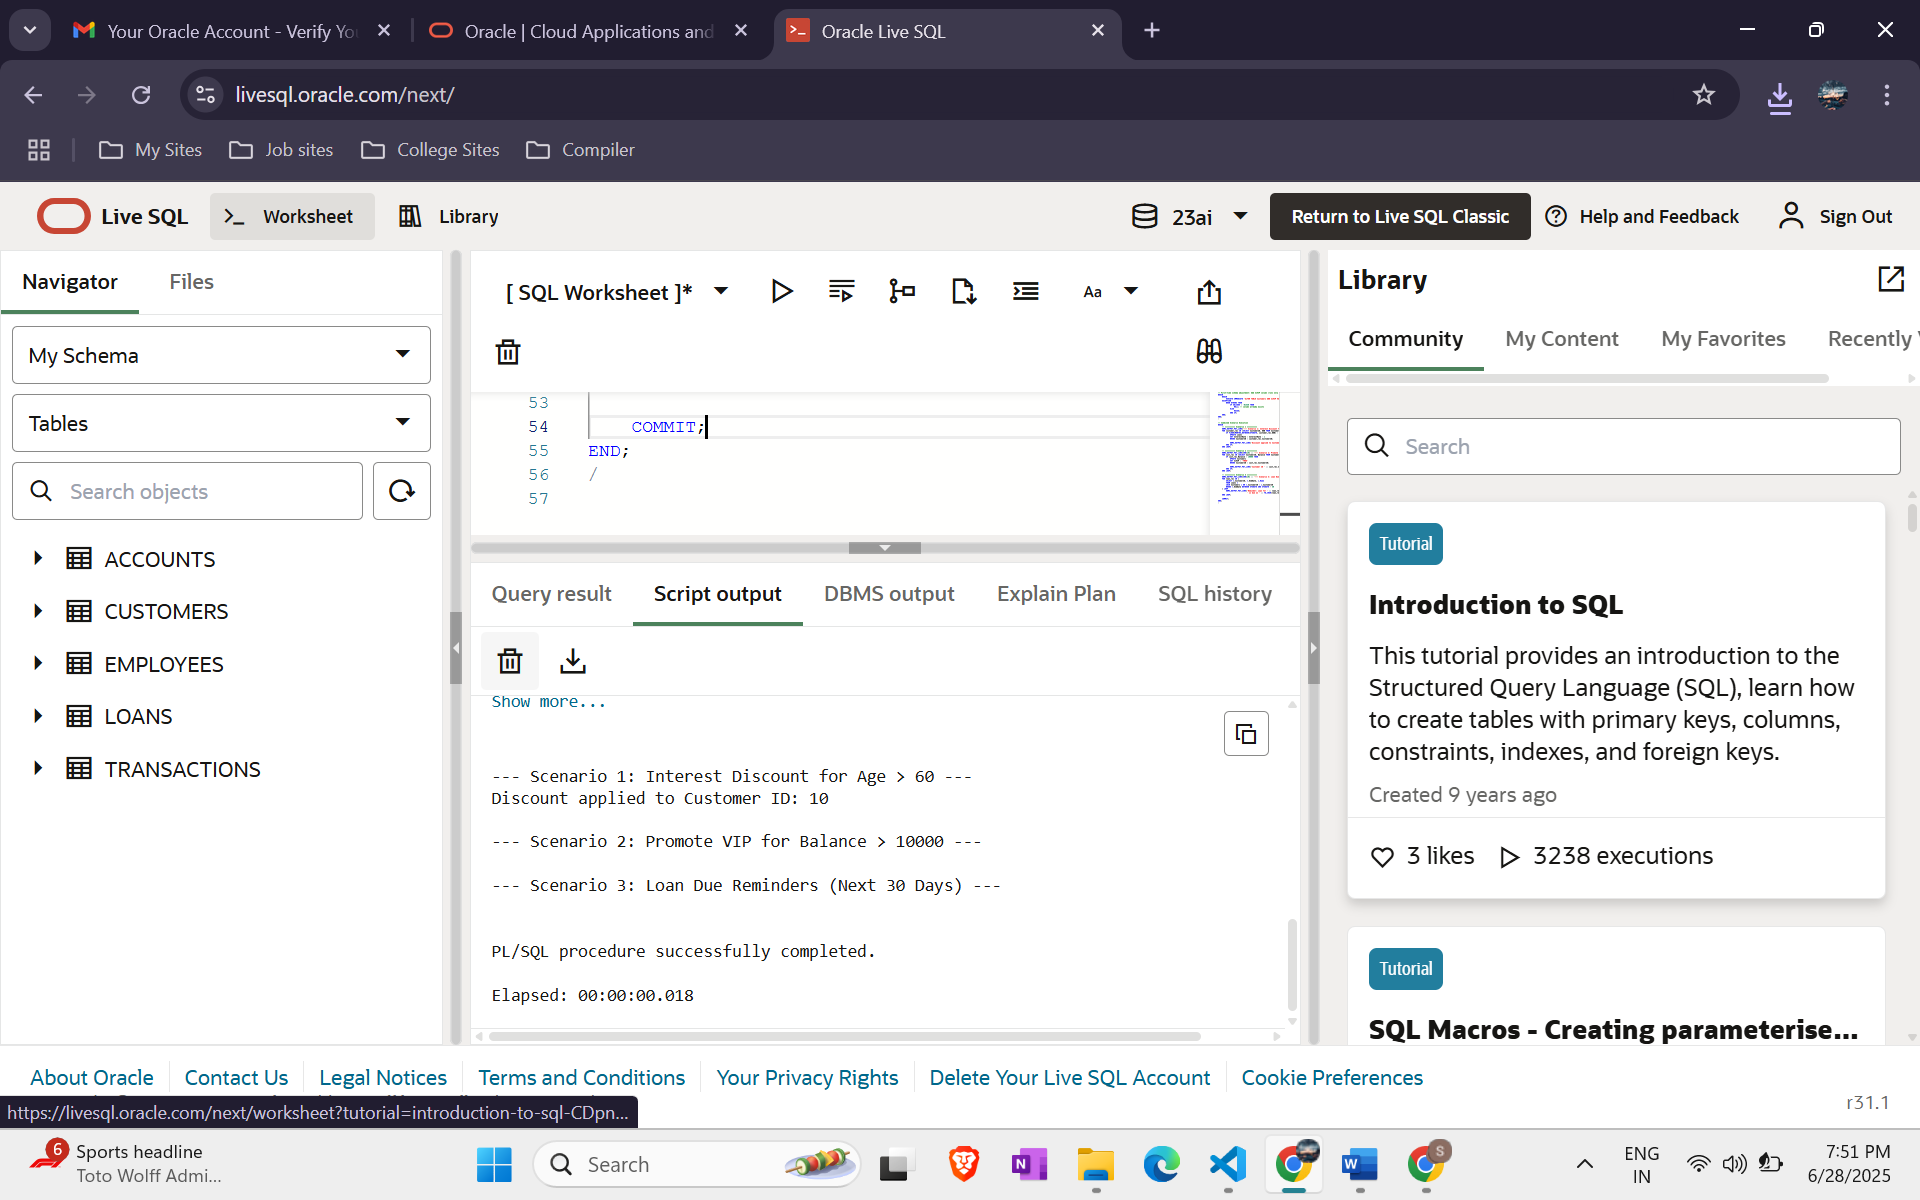 Your Oracle Account - Verify Yo
Oracle | Cloud Applications and
Oracle Live SQL
livesql.oracle.com/next/
My Sites
Job sites
College Sites
Compiler
Live SQL
Worksheet
Library
23ai
Return to Live SQL Classic
Help and Feedback
Sign Out
Navigator
Files
My Schema
Tables
Search objects
ACCOUNTS
CUSTOMERS
EMPLOYEES
LOANS
TRANSACTIONS
[ SQL Worksheet ]*
Aa
53
54 COMMIT;
55 END;
56 /
57
Query result
Script output
DBMS output
Explain Plan
SQL history
Show more...
--- Scenario 1: Interest Discount for Age > 60 ---
Discount applied to Customer ID: 10
--- Scenario 2: Promote VIP for Balance > 10000 ---
--- Scenario 3: Loan Due Reminders (Next 30 Days) ---
PL/SQL procedure successfully completed.
Elapsed: 00:00:00.018
Library
Community
My Content
My Favorites
Recently
Search
Tutorial
Introduction to SQL
This tutorial provides an introduction to the
Structured Query Language (SQL), learn how
to create tables with primary keys, columns,
constraints, indexes, and foreign keys.
Created 9 years ago
3 likes
3238 executions
Tutorial
SQL Macros - Creating parameterise...
About Oracle
Contact Us
Legal Notices
Terms and Conditions
Your Privacy Rights
Delete Your Live SQL Account
Cookie Preferences
r31.1
https://livesql.oracle.com/next/worksheet?tutorial=introduction-to-sql-CDpn...
6
Sports headline
Toto Wolff Admi...
Search
N
W
S
ENG
IN
7:51 PM
6/28/2025